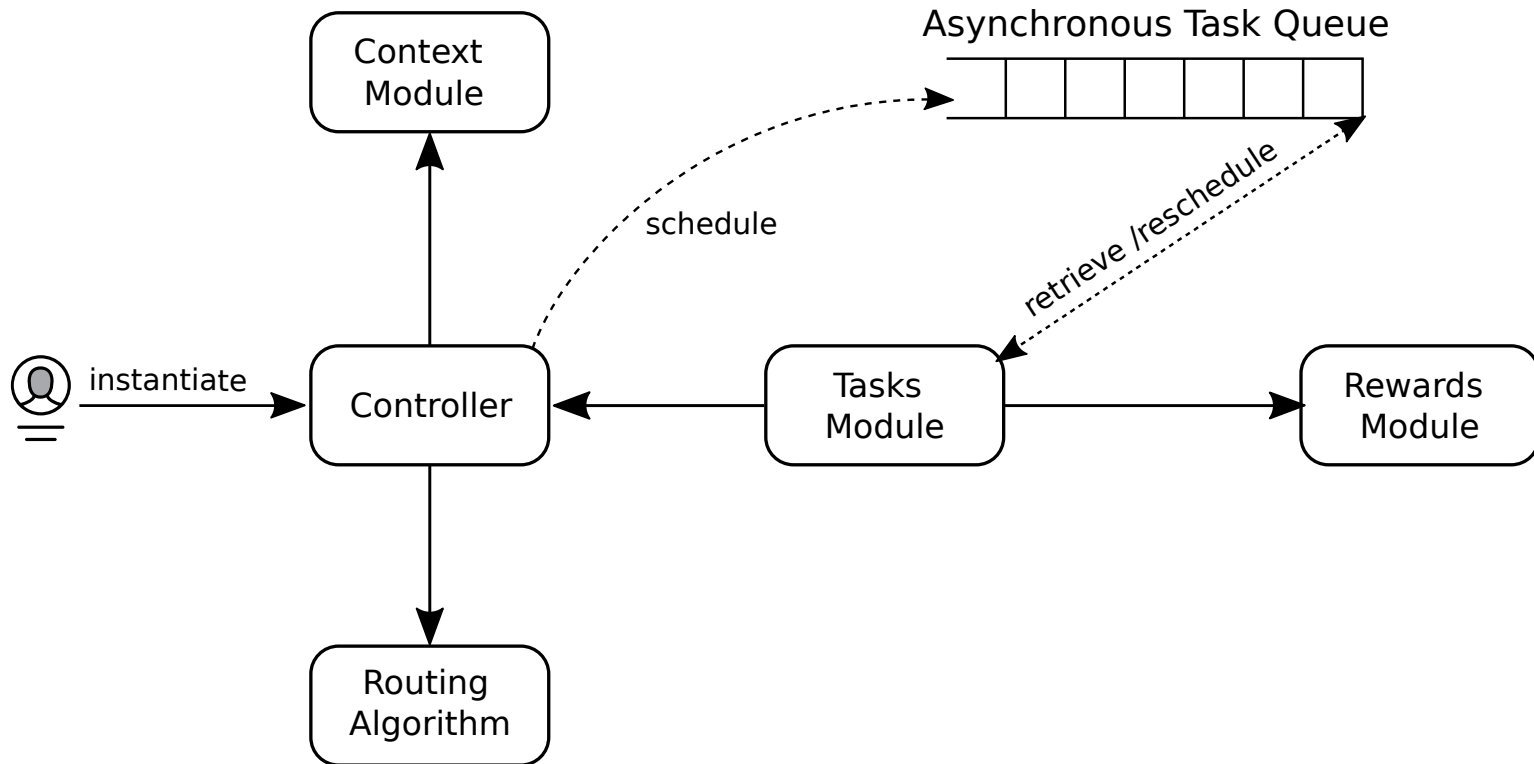 Asynchronous Task Queue
Context
Module
schedule
retrieve /reschedule
instantiate
Controller
Tasks
Module
Rewards
Module
Routing
Algorithm